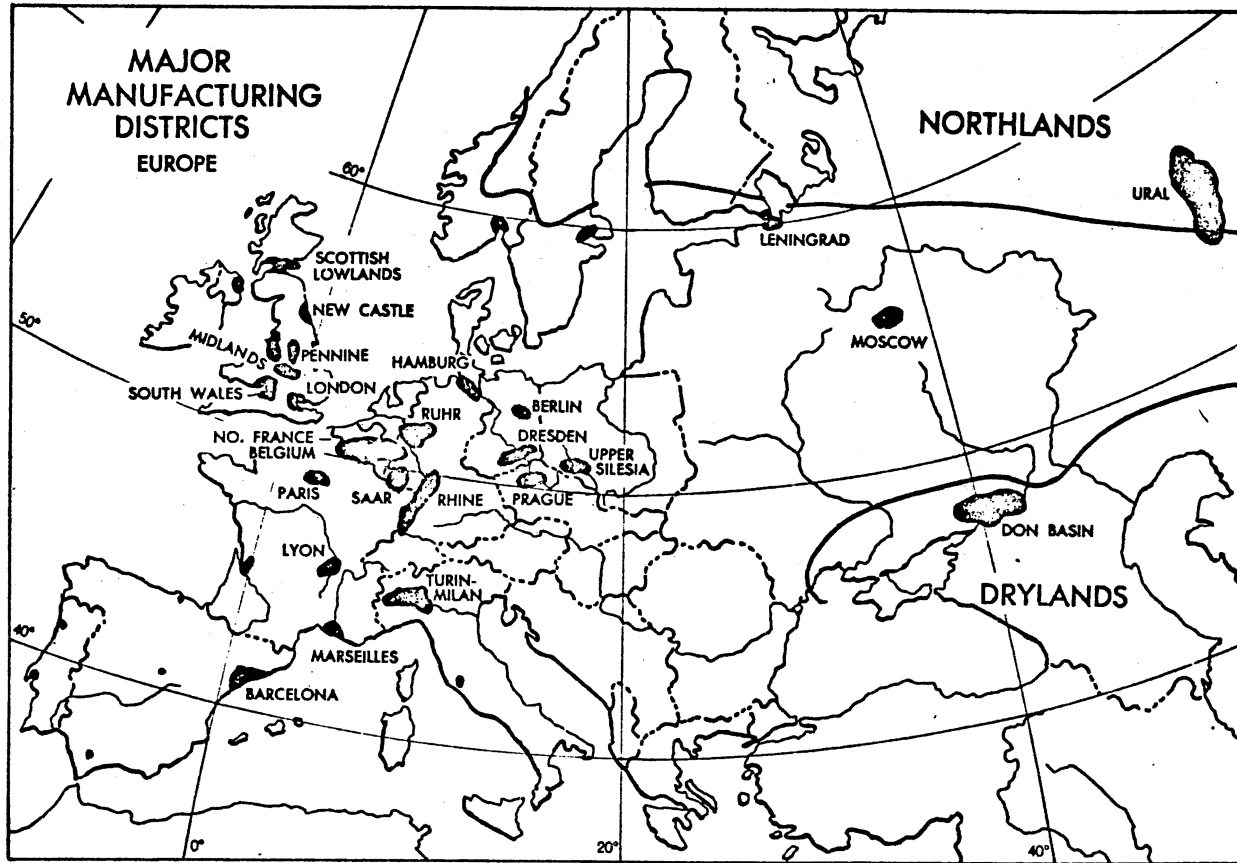 MAJOR
MANUFACTURING
DISTRICTS
EUROPE
NORTHLANDS
60°
URAL
LENINGRAD
SCOTTISH
LOWLANDS
NEW CASTLE
50°
MOSCOW
MIDLANDS
PENNINE
HAMBURG
SOUTH WALES
LONDON
BERLIN
RUHR
NO. FRANCE
BELGIUM
DRESDEN
UPPER
SILESIA
PARIS
SAAR
RHINE
PRAGUE
DON BASIN
LYON
TURIN-
MILAN
DRYLANDS
40°
MARSEILLES
BARCELONA
0°
20°
40°